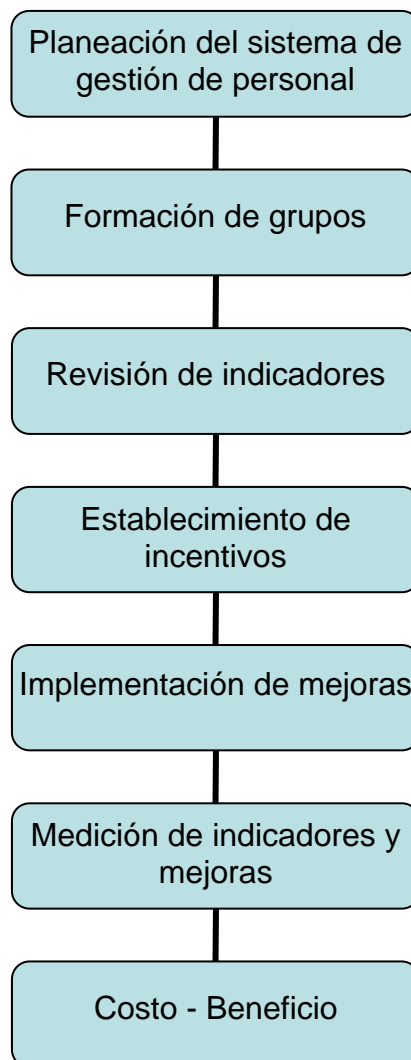 Planeación del sistema de
gestión de personal
Formación de grupos
Revisión de indicadores
Establecimiento de
incentivos
Implementación de mejoras
Medición de indicadores y
mejoras
Costo - Beneficio